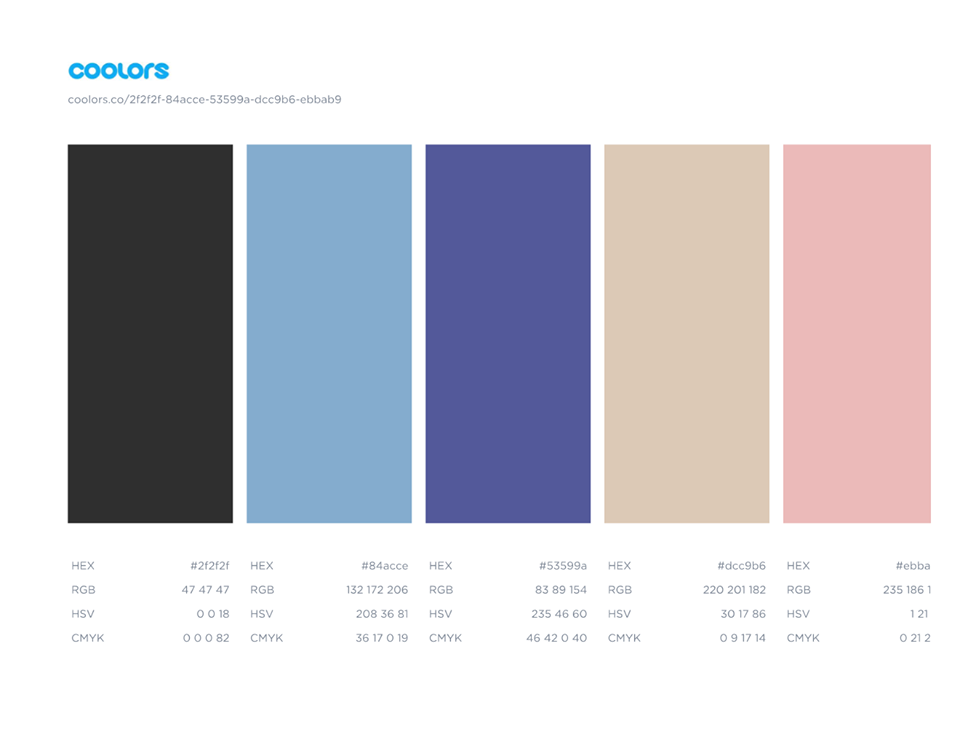 coolors
coolors.co/2f2f2f-84acce-53599a-dcc9b6-ebbab9
HEX #2f2f2f HEX #84acce HEX #53599a HEX #dcc9b6 HEX #ebba
RGB 47 47 47 RGB 132 172 206 RGB 83 89 154 RGB 220 201 182 RGB 235 186 1
HSV 0 0 18 HSV 208 36 81 HSV 235 46 60 HSV 30 17 86 HSV 1 21
CMYK 0 0 0 82 CMYK 36 17 0 19 CMYK 46 42 0 40 CMYK 0 9 17 14 CMYK 0 21 2